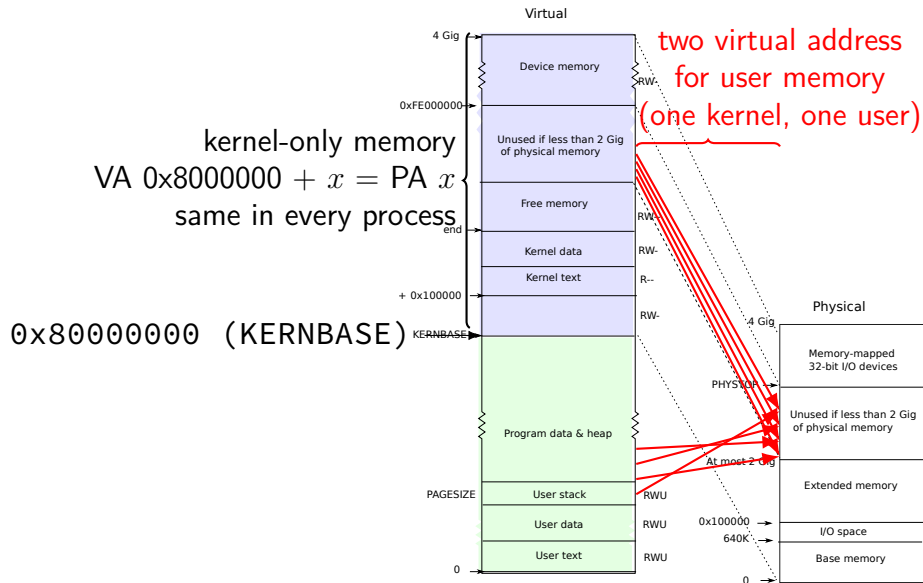 Virtual
4 Gig
Device memory
RW-
0xFE000000
two virtual address
for user memory
(one kernel, one user)
Unused if less than 2 Gig
of physical memory
kernel-only memory
VA 0x8000000 + x = PA x
same in every process
Free memory
RW--
end
Kernel data
RW-
Kernel text
R--
+ 0x100000
RW-
0x80000000 (KERNBASE)
KERNBASE
Program data & heap
PAGESIZE
User stack
RWU
User data
RWU
User text
RWU
0
Physical
4 Gig
Memory-mapped
32-bit I/O devices
PHYSTOP
Unused if less than 2 Gig
of physical memory
At most 2 Gig
Extended memory
0x100000
I/O space
640K
Base memory
0